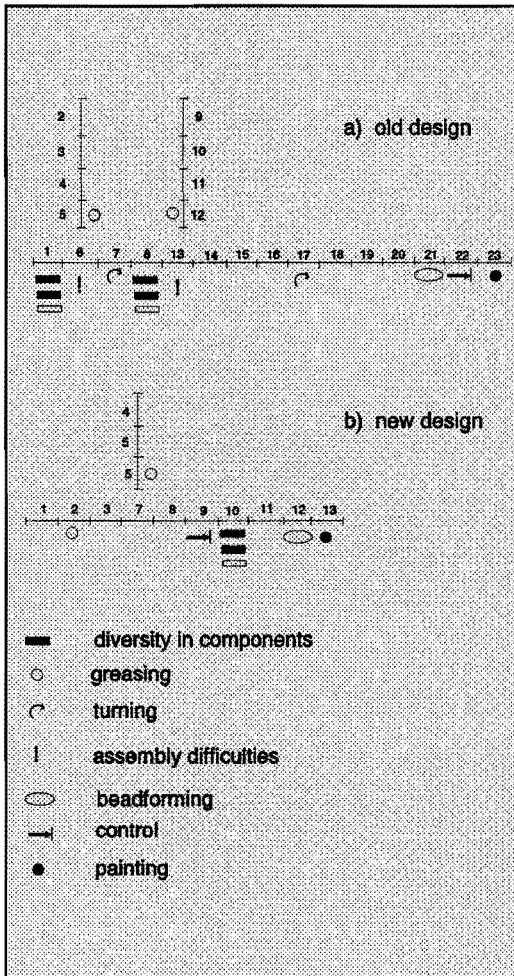 2 9
a) old design
3 10
4 11
5 12
1 6 7 8 13 14 15 16 17 18 19 20 21 22 23
4
b) new design
5
5
1 2 3 7 8 9 10 11 12 13
diversity in components
greasing
turning
assembly difficulties
beadforming
control
painting